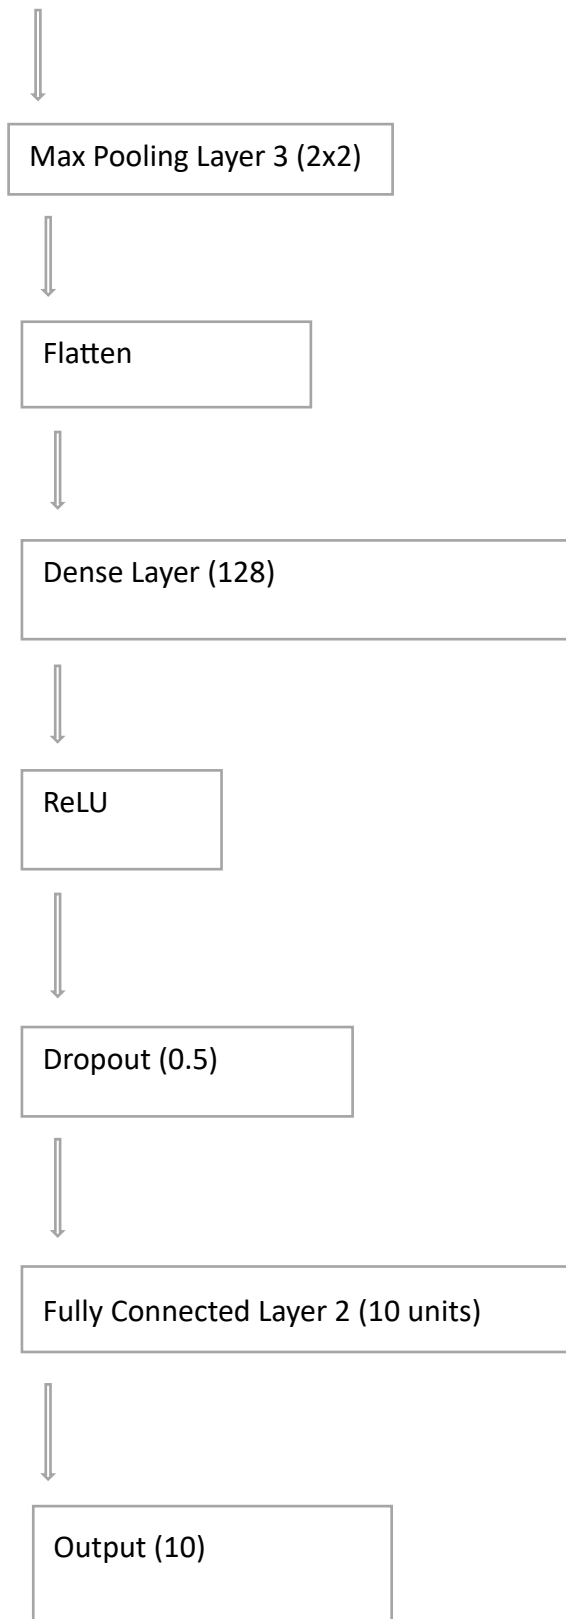 Max Pooling Layer 3 (2x2)
Flatten
Dense Layer (128)
ReLU
Dropout (0.5)
Fully Connected Layer 2 (10 units)
Output (10)